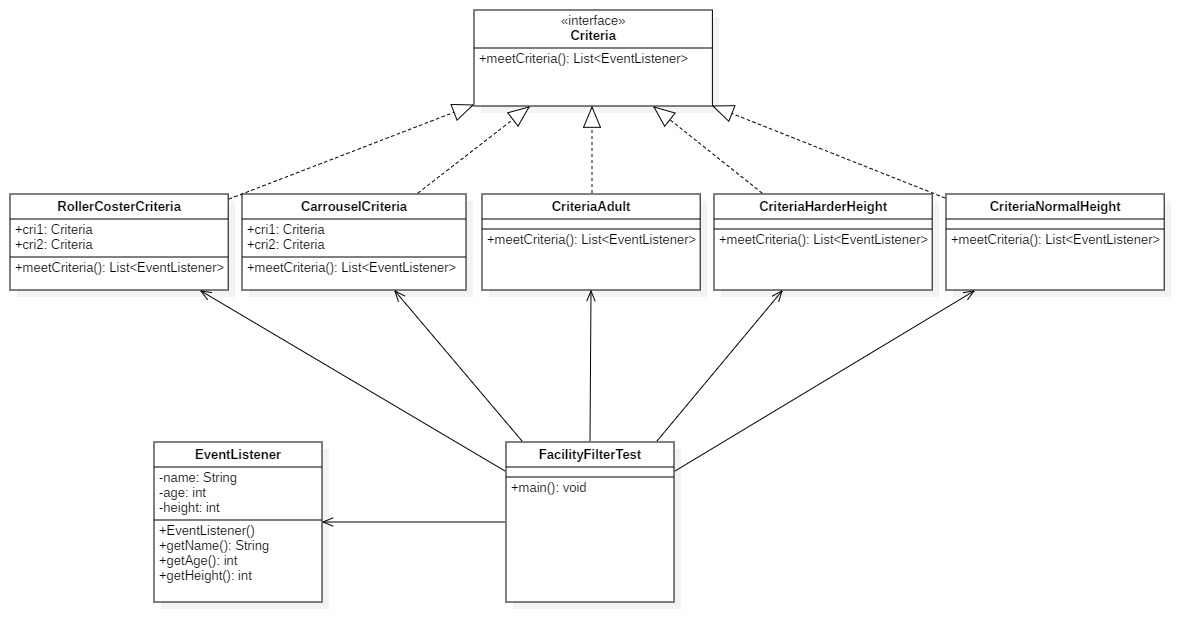 «interface»
Criteria
+meetCriteria(): List<EventListener>
RollerCosterCriteria
+cri1: Criteria
+cri2: Criteria
+meetCriteria(): List<EventListener>
CarrouselCriteria
+cri1: Criteria
+cri2: Criteria
+meetCriteria(): List<EventListener>
CriteriaAdult
+meetCriteria(): List<EventListener>
CriteriaHarderHeight
+meetCriteria(): List<EventListener>
CriteriaNormalHeight
+meetCriteria(): List<EventListener>
EventListener
-name: String
-age: int
-height: int
+EventListener()
+getName(): String
+getAge(): int
+getHeight(): int
FacilityFilterTest
+main(): void